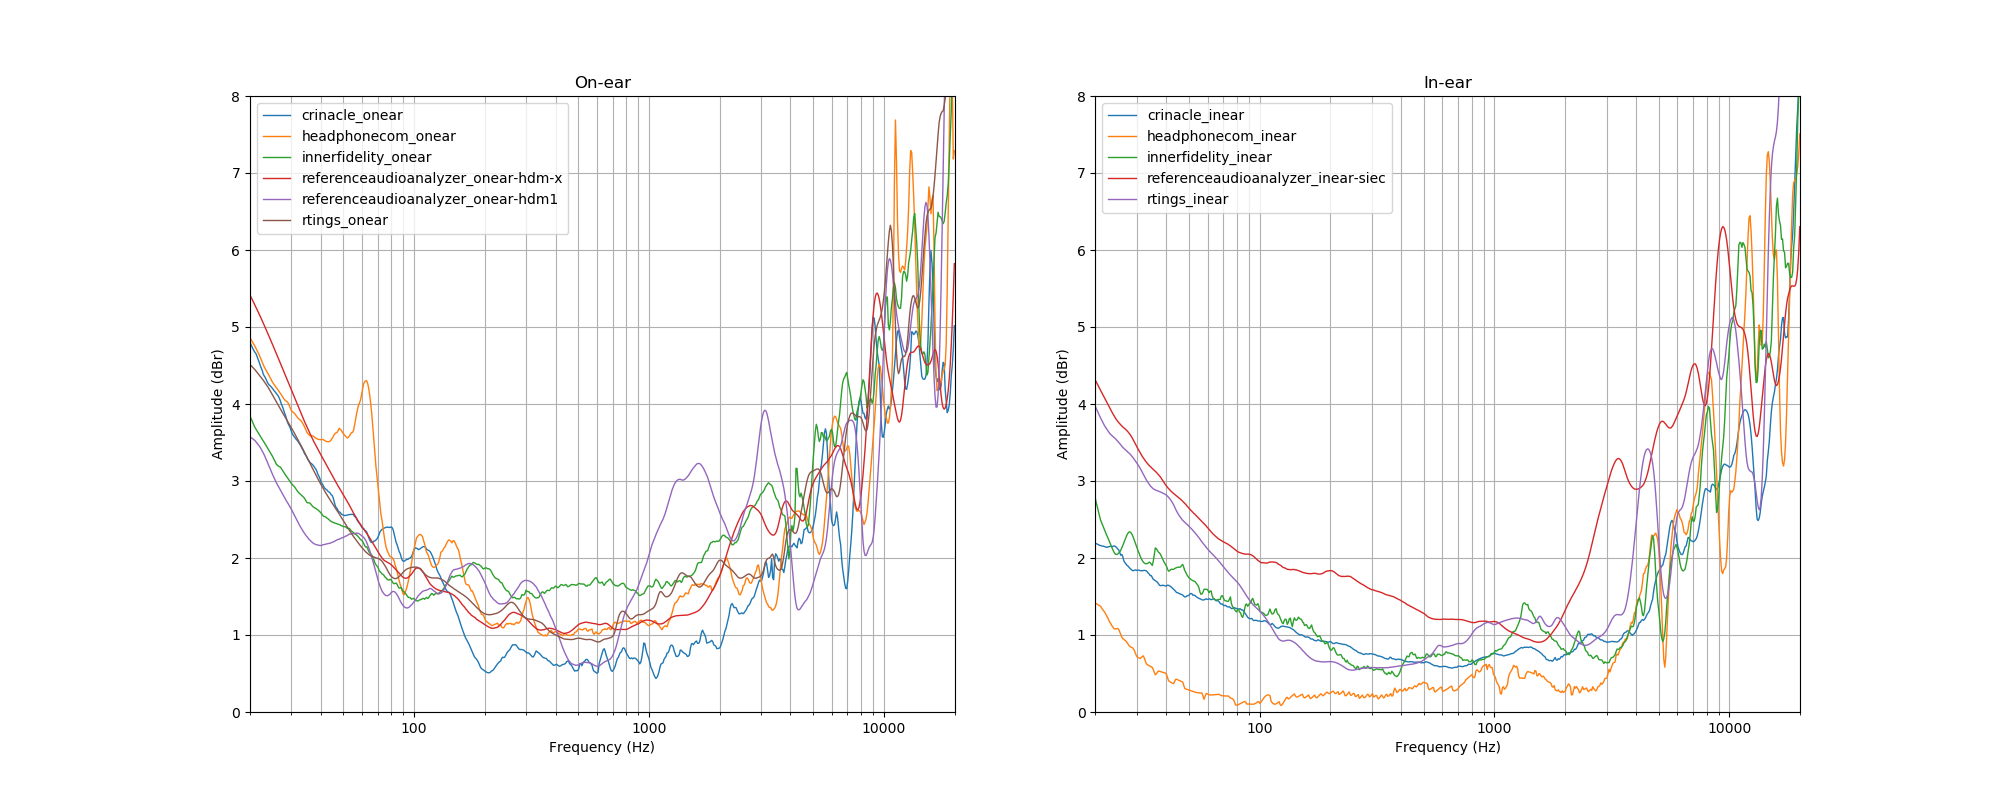 On-ear
Amplitude (dBr)
8
7
6
5
4
3
2
1
0
crinacle_onear
headphonecom_onear
innerfidelity_onear
referenceaudioanalyzer_onear-hdm-x
referenceaudioanalyzer_onear-hdm1
rtings_onear
100
1000
10000
Frequency (Hz)
In-ear
Amplitude (dBr)
8
7
6
5
4
3
2
1
0
crinacle_inear
headphonecom_inear
innerfidelity_inear
referenceaudioanalyzer_inear-siec
rtings_inear
100
1000
10000
Frequency (Hz)